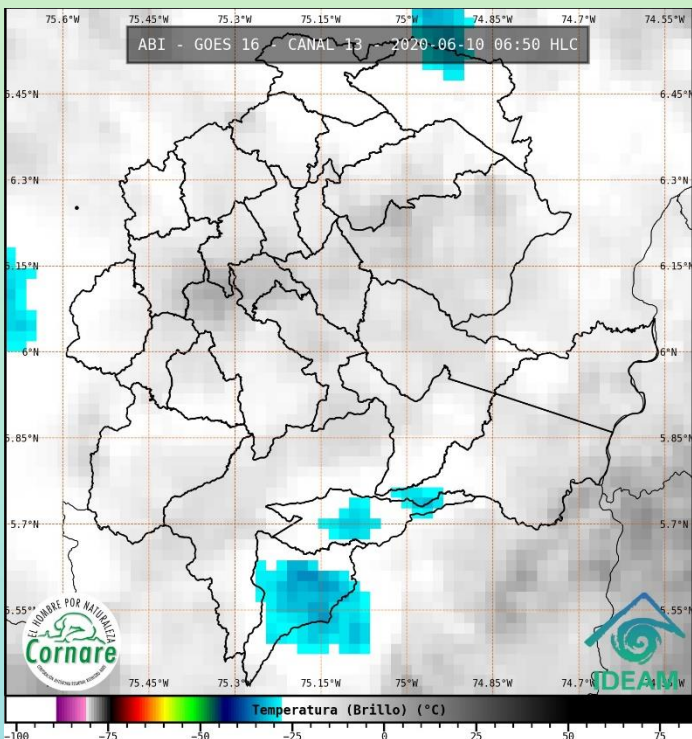 75.6°W 75.45°W 75.3°W 75.15°W 75°W 74.85°W 74.7°W 74.55°W
ABI - GOES 16 - CANAL 13 - 2020-06-10 06:50 HLC
6.45°N 6.45°N
6.3°N 6.3°N
6.15°N 6.15°N
6°N 6°N
5.85°N 5.85°N
5.7°N 5.7°N
5.55°N 5.55°N
EL HOMBRE POR NATURALEZA
Cornare
IDEAM
75.45°W 75.3°W 75.15°W 75°W 74.85°W 74.7°W
Temperatura (Brillo) (°C)
-100 -75 -50 -25 0 25 50 75